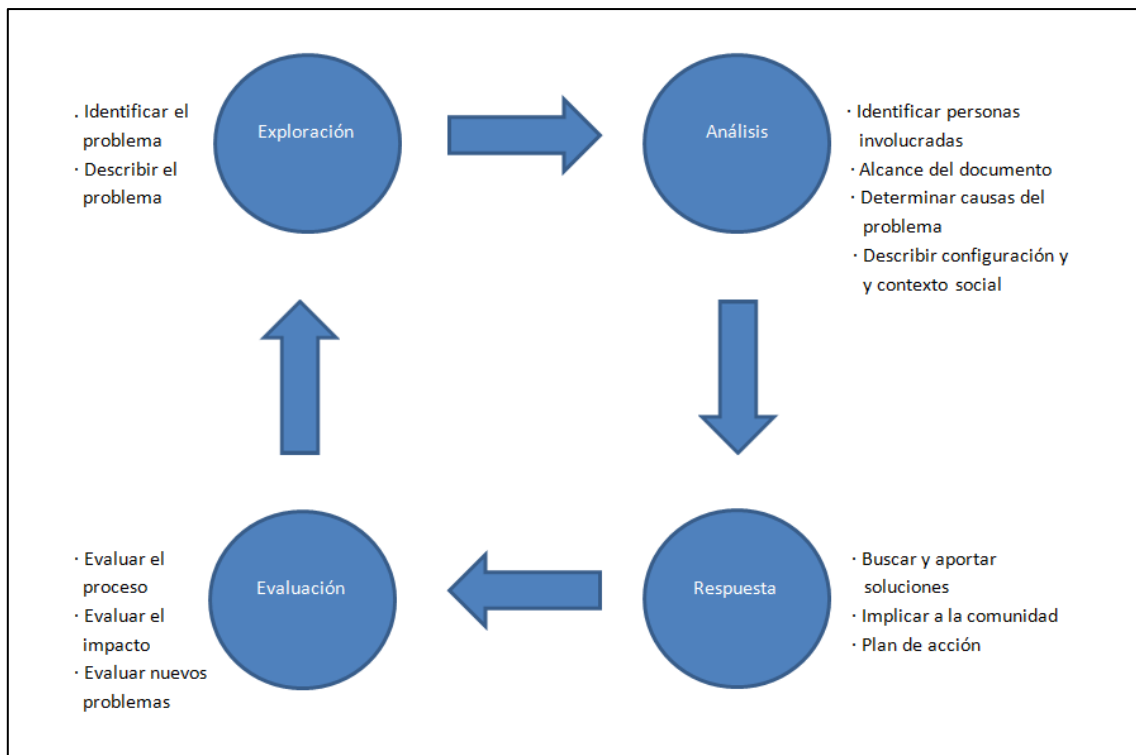 . Identificar el
problema
· Describir el
problema
Exploración
Análisis
· Identificar personas
involucradas
· Alcance del documento
· Determinar causas del
problema
· Describir configuración y
y contexto social
· Evaluar el
proceso
· Evaluar el
impacto
· Evaluar nuevos
problemas
Evaluación
Respuesta
· Buscar y aportar
soluciones
· Implicar a la comunidad
· Plan de acción